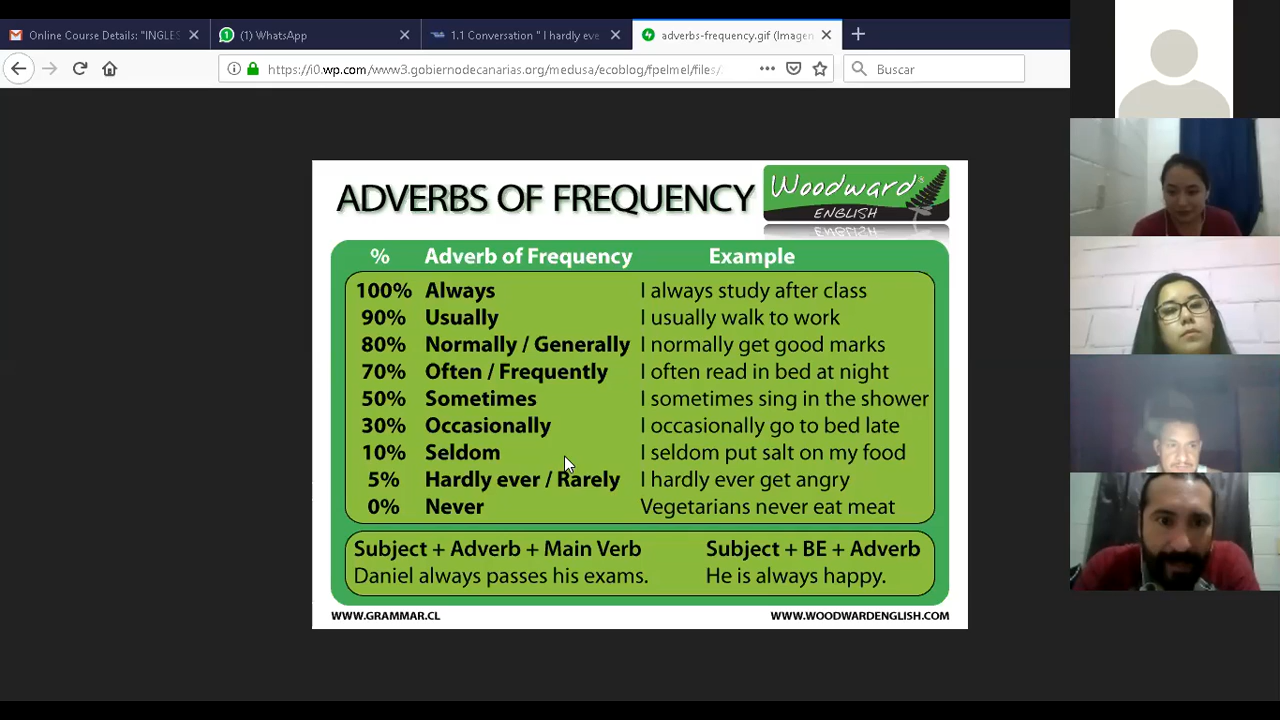 Online Course Details: "INGLES
(1) WhatsApp
1.1 Conversation " I hardly eve
adverbs-frequency.gif (Imagen
https://i0.wp.com/www3.gobiernodecanarias.org/medusa/ecoblog/fpelmel/files/
Buscar
ADVERBS OF FREQUENCY
Woodward®
ENGLISH
% Adverb of Frequency Example
100% Always I always study after class
90% Usually I usually walk to work
80% Normally / Generally I normally get good marks
70% Often / Frequently I often read in bed at night
50% Sometimes I sometimes sing in the shower
30% Occasionally I occasionally go to bed late
10% Seldom I seldom put salt on my food
5% Hardly ever / Rarely I hardly ever get angry
0% Never Vegetarians never eat meat
Subject + Adverb + Main Verb Subject + BE + Adverb
Daniel always passes his exams. He is always happy.
WWW.GRAMMAR.CL WWW.WOODWARDENGLISH.COM